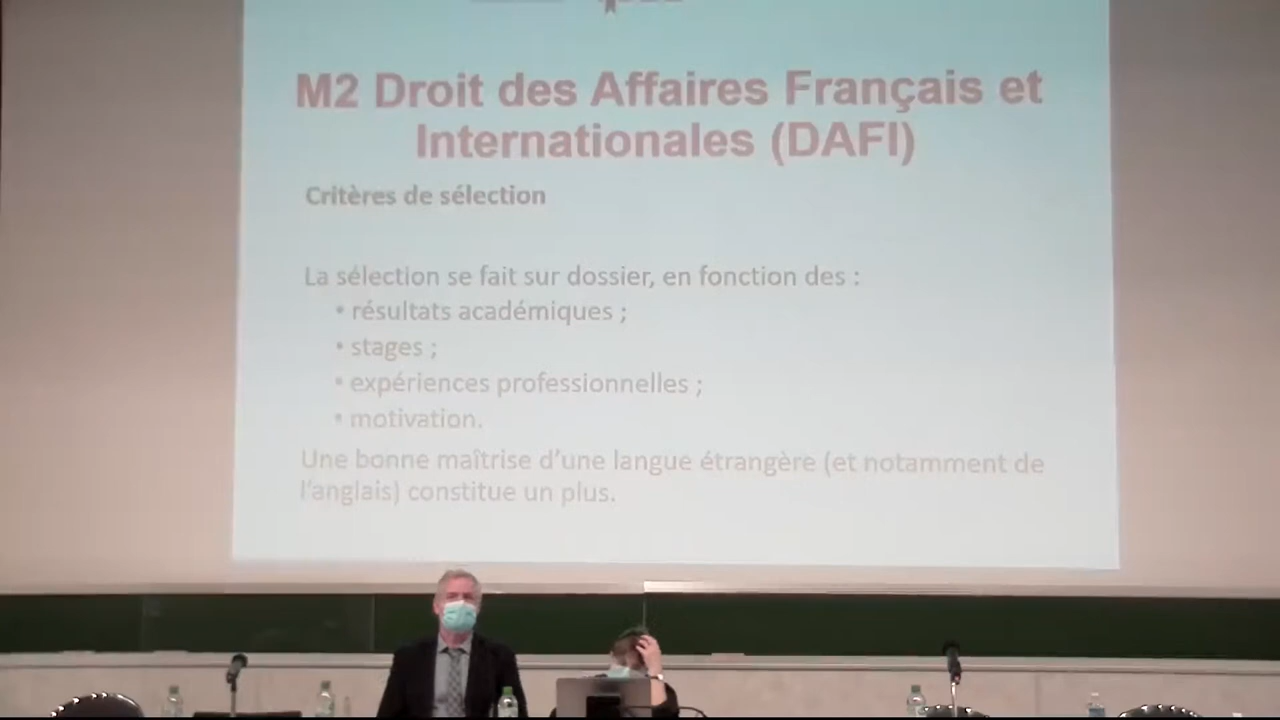 M2 Droit des Affaires Français et
Internationales (DAFI)
Critères de sélection
La sélection se fait sur dossier, en fonction des :
• résultats académiques ;
• stages ;
• expériences professionnelles ;
• motivation.
Une bonne maîtrise d'une langue étrangère (et notamment de
l'anglais) constitue un plus.